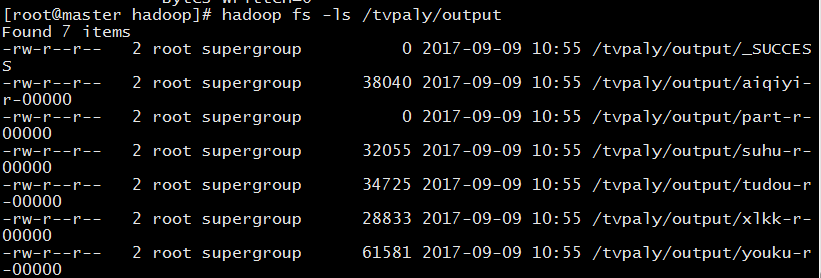 [root@master hadoop]# hadoop fs -ls /tvpaly/output
Found 7 items
-rw-r--r--   2 root supergroup          0 2017-09-09 10:55 /tvpaly/output/_SUCCES
S
-rw-r--r--   2 root supergroup      38040 2017-09-09 10:55 /tvpaly/output/aiqiyi-
r-00000
-rw-r--r--   2 root supergroup          0 2017-09-09 10:55 /tvpaly/output/part-r-
00000
-rw-r--r--   2 root supergroup      32055 2017-09-09 10:55 /tvpaly/output/suhu-r-
00000
-rw-r--r--   2 root supergroup      34725 2017-09-09 10:55 /tvpaly/output/tudou-r
-00000
-rw-r--r--   2 root supergroup      28833 2017-09-09 10:55 /tvpaly/output/xlkk-r-
00000
-rw-r--r--   2 root supergroup      61581 2017-09-09 10:55 /tvpaly/output/youku-r
-00000